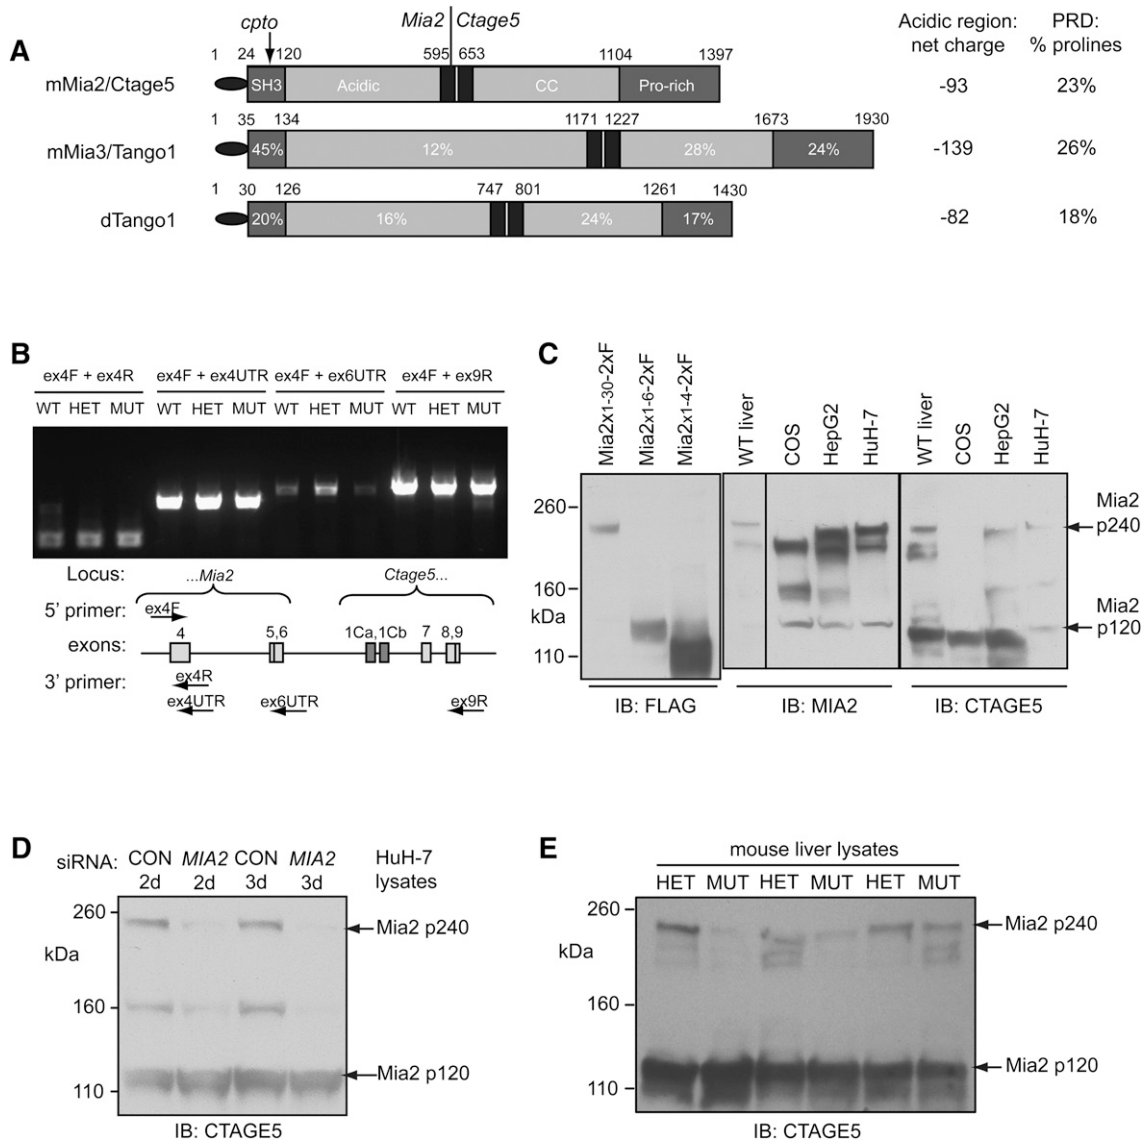 A
cpto
Mia2 Ctage5
Acidic region: net charge
PRD: % prolines
1 24 120 595 653 1104 1397
mMia2/Ctage5 SH3 Acidic CC Pro-rich -93 23%
1 35 134 1171 1227 1673 1930
mMia3/Tango1 45% 12% 28% 24% -139 26%
1 30 126 747 801 1261 1430
dTango1 20% 16% 24% 17% -82 18%
B
ex4F + ex4R ex4F + ex4UTR ex4F + ex6UTR ex4F + ex9R
WT HET MUT WT HET MUT WT HET MUT WT HET MUT
Locus: ...Mia2 Ctage5...
5' primer: ex4F
exons: 4 5,6 1Ca,1Cb 7 8,9
3' primer: ex4R
ex4UTR ex6UTR ex9R
C
Mia2x1-30-2xF
Mia2x1-6-2xF
Mia2x1-4-2xF
WT liver
COS
HepG2
HuH-7
WT liver
COS
HepG2
HuH-7
260
160
kDa
110
Mia2 p240
Mia2 p120
IB: FLAG IB: MIA2 IB: CTAGE5
D
siRNA: CON MIA2 CON MIA2 HuH-7
2d 2d 3d 3d lysates
260
kDa
160
110
Mia2 p240
Mia2 p120
IB: CTAGE5
E
mouse liver lysates
HET MUT HET MUT HET MUT
260
kDa
160
110
Mia2 p240
Mia2 p120
IB: CTAGE5